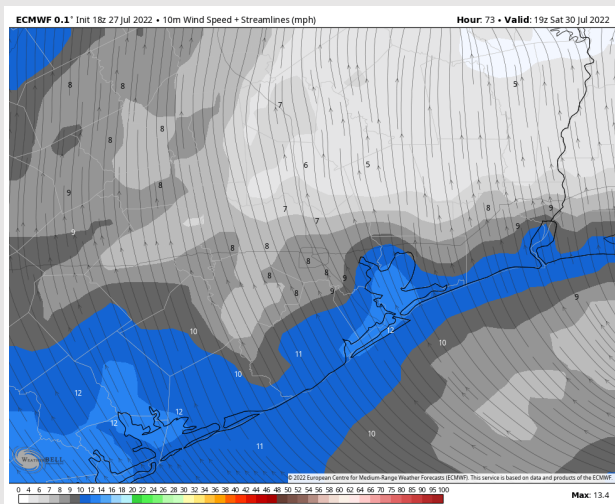 ECMWF 0.1° Init 18z 27 Jul 2022 • 10m Wind Speed + Streamlines (mph)
Hour: 73 • Valid: 19z Sat 30 Jul 2022
5
8 8
7
8
8
6 5
8
9
7 8 9
7
9 9
8 8
8
8 8 9
8 8 9
9
10 12
11 10
10
12
12 12
10
11
WeatherBELL
© 2022 European Centre for Medium-Range Weather Forecasts (ECMWF). This service is based on data and products of the ECMWF.
0 4 6 8 9 10 12 14 16 18 20 22 24 26 28 30 32 34 36 38 40 42 44 46 48 50 52 54 56 58 60 62 64 66 68 70 75 80 85 90 95 100
Max: 13.4